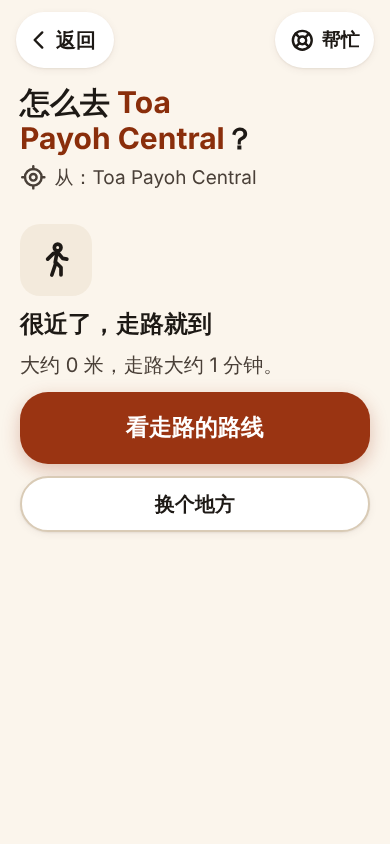 返回
帮忙
怎么去 Toa
Payoh Central？
从：Toa Payoh Central
很近了，走路就到
大约 0 米，走路大约 1 分钟。
看走路的路线
换个地方